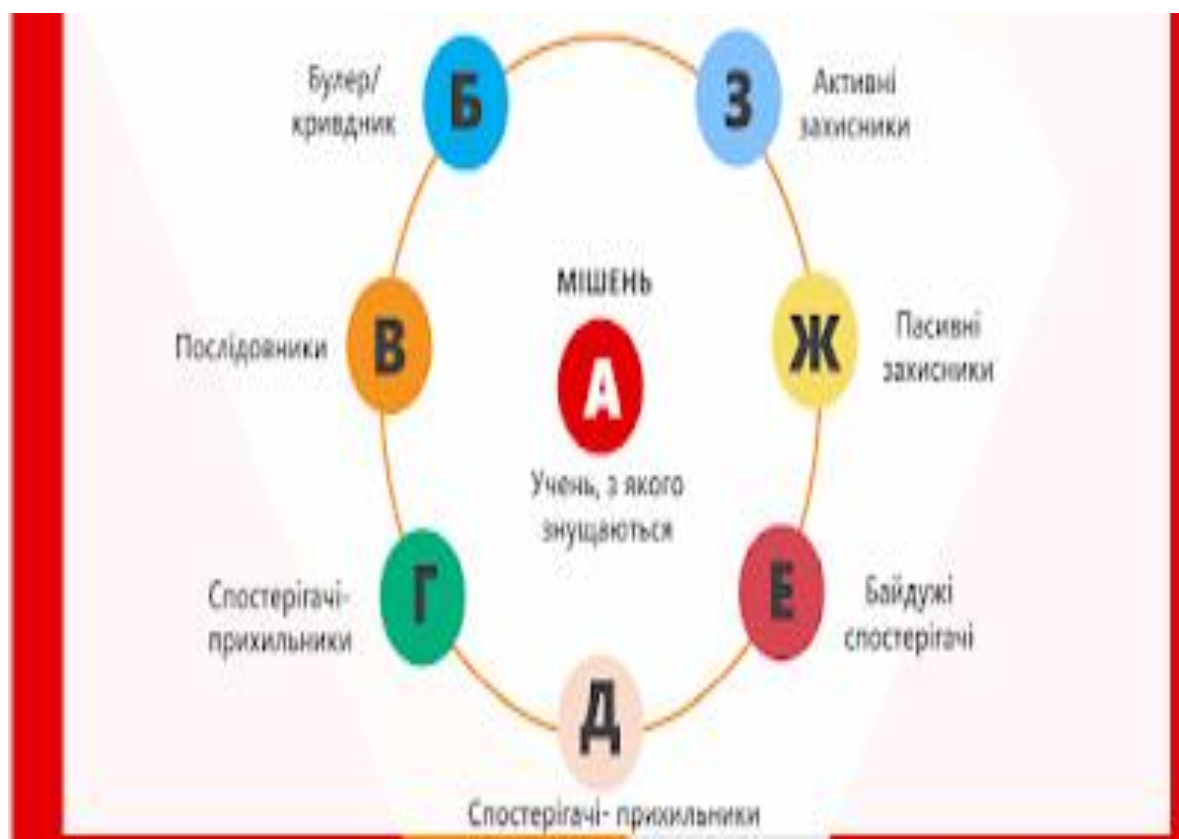 Булер/
кривдник
Б
З
Активні
захисники
МІШЕНЬ
А
Учень, з якого
знущаються
Послідовники
В
Ж
Пасивні
захисники
Спостерігачі-
прихильники
Г
Е
Байдужі
спостерігачі
Д
Спостерігачі- прихильники